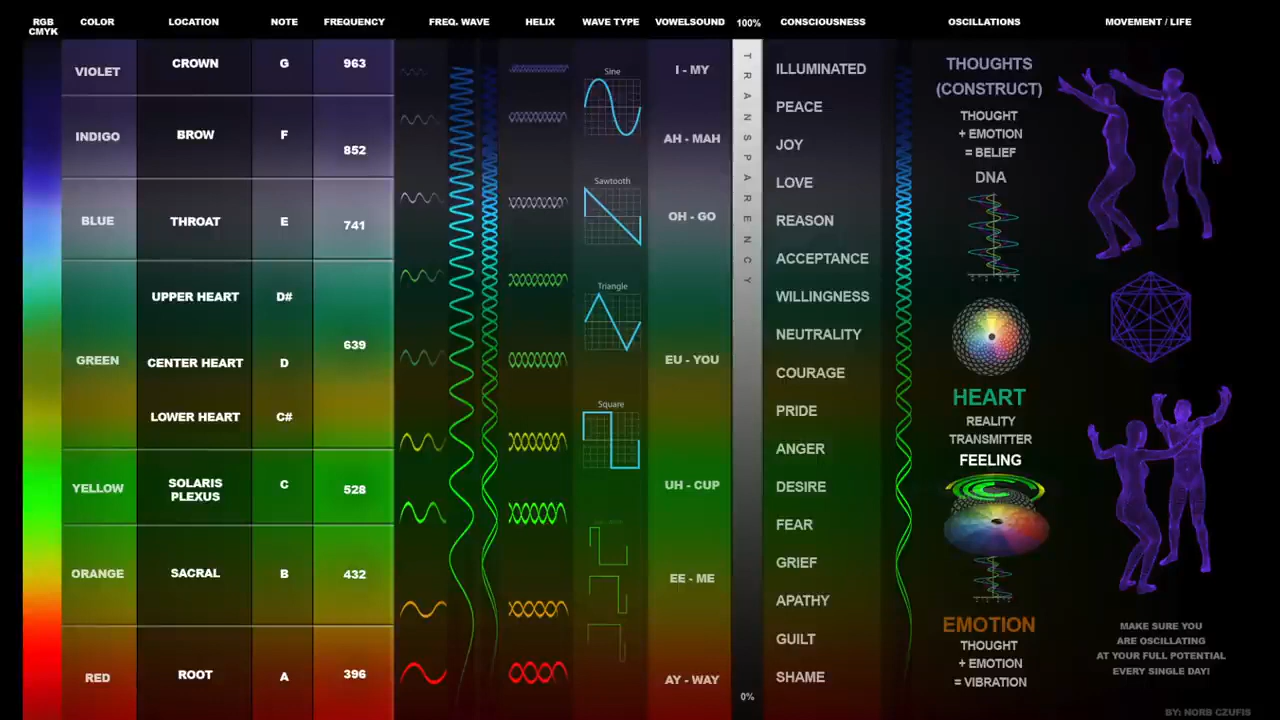 RGB
CMYK
COLOR
LOCATION
NOTE
FREQUENCY
FREQ. WAVE
HELIX
WAVE TYPE
VOWELSOUND
100%
CONSCIOUSNESS
OSCILLATIONS
MOVEMENT / LIFE
VIOLET
CROWN
G
963
INDIGO
BROW
F
852
BLUE
THROAT
E
741
GREEN
UPPER HEART
D#
639
CENTER HEART
D
LOWER HEART
C#
YELLOW
SOLARIS
PLEXUS
C
528
ORANGE
SACRAL
B
432
RED
ROOT
A
396
Sine
Sawtooth
Triangle
Square
I - MY
AH - MAH
OH - GO
EU - YOU
UH - CUP
EE - ME
AY - WAY
TRANSPARENCY
0%
ILLUMINATED
PEACE
JOY
LOVE
REASON
ACCEPTANCE
WILLINGNESS
NEUTRALITY
COURAGE
PRIDE
ANGER
DESIRE
FEAR
GRIEF
APATHY
GUILT
SHAME
THOUGHTS
(CONSTRUCT)
THOUGHT
+ EMOTION
= BELIEF
DNA
HEART
REALITY
TRANSMITTER
FEELING
EMOTION
THOUGHT
+ EMOTION
= VIBRATION
MAKE SURE YOU
ARE OSCILLATING
AT YOUR FULL POTENTIAL
EVERY SINGLE DAY!
BY: NORB CZUFIS